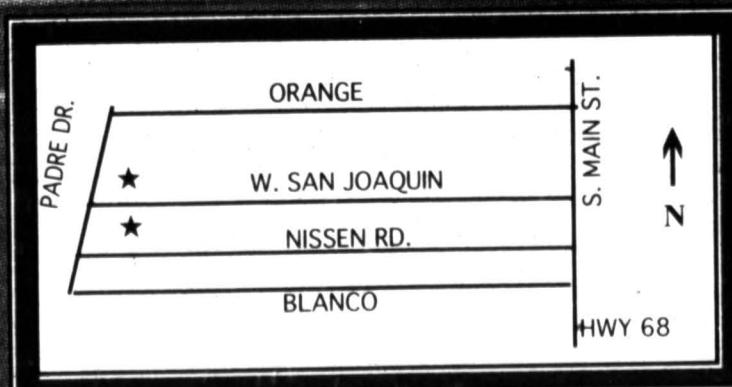 ORANGE
PADRE DR.
S. MAIN ST.
W. SAN JOAQUIN
N
NISSEN RD.
BLANCO
HWY 68